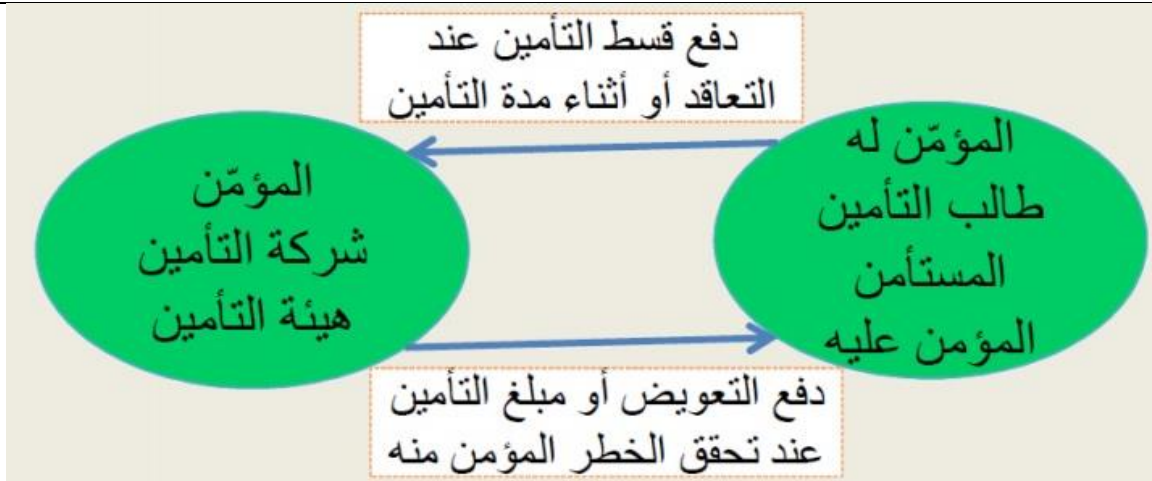 دفع قسط التأمين عند
التعاقد أو أثناء مدة التأمين
المؤمّن له
طالب التأمين
المستأمن
المؤمن عليه
المؤمّن
شركة التأمين
هيئة التأمين
دفع التعويض أو مبلغ التأمين
عند تحقق الخطر المؤمن منه